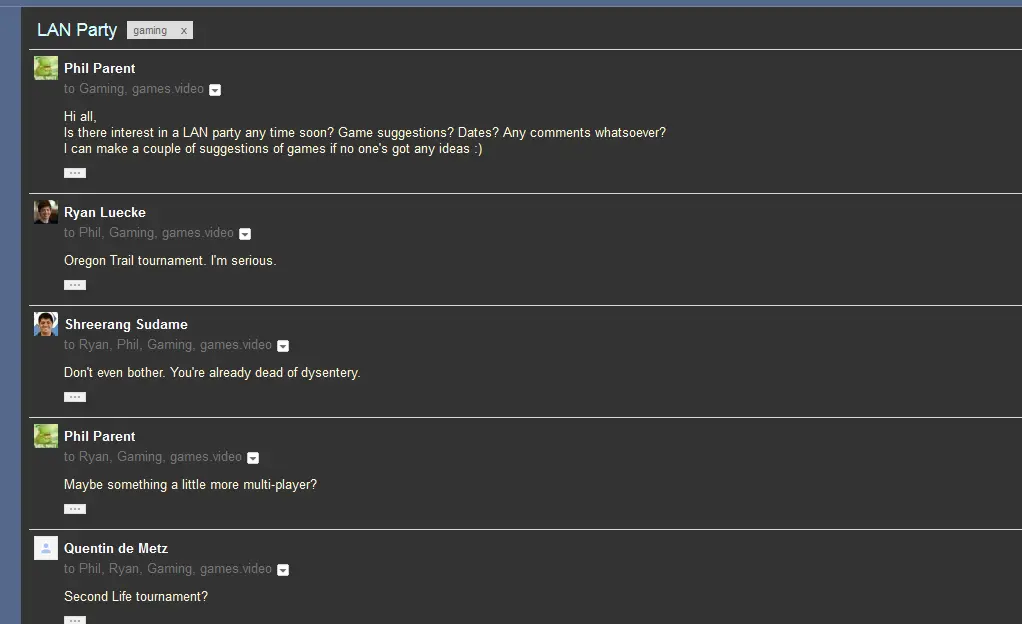 LAN Party gaming x
Phil Parent
to Gaming, games.video
Hi all,
Is there interest in a LAN party any time soon? Game suggestions? Dates? Any comments whatsoever?
I can make a couple of suggestions of games if no one's got any ideas :)
Ryan Luecke
to Phil, Gaming, games.video
Oregon Trail tournament. I'm serious.
Shreerang Sudame
to Ryan, Phil, Gaming, games.video
Don't even bother. You're already dead of dysentery.
Phil Parent
to Ryan, Gaming, games.video
Maybe something a little more multi-player?
Quentin de Metz
to Phil, Ryan, Gaming, games.video
Second Life tournament?